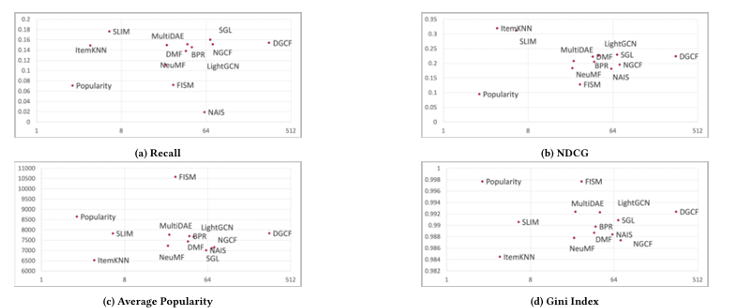 0.2
0.18
0.16
0.14
0.12
0.1
0.08
0.06
0.04
0.02
0
SLIM
ItemKNN
MultiDAE
SGL
DGCF
DMF
BPR
NGCF
NeuMF
LightGCN
Popularity
FISM
NAIS
1 8 64 512
(a) Recall
0.35
0.3
0.25
0.2
0.15
0.1
0.05
0
ItemKNN
SLIM
MultiDAE
LightGCN
DMF
SGL
DGCF
BPR
NGCF
NeuMF
NAIS
FISM
Popularity
1 8 64 512
(b) NDCG
11000
10500
10000
9500
9000
8500
8000
7500
7000
6500
6000
FISM
Popularity
SLIM
MultiDAE
LightGCN
BPR
NGCF
DGCF
DMF
NAIS
NeuMF
SGL
ItemKNN
1 8 64 512
(c) Average Popularity
1
0.998
0.996
0.994
0.992
0.99
0.988
0.986
0.984
0.982
Popularity
FISM
MultiDAE
LightGCN
DGCF
SLIM
SGL
BPR
NAIS
DMF
NGCF
NeuMF
ItemKNN
1 8 64 512
(d) Gini Index